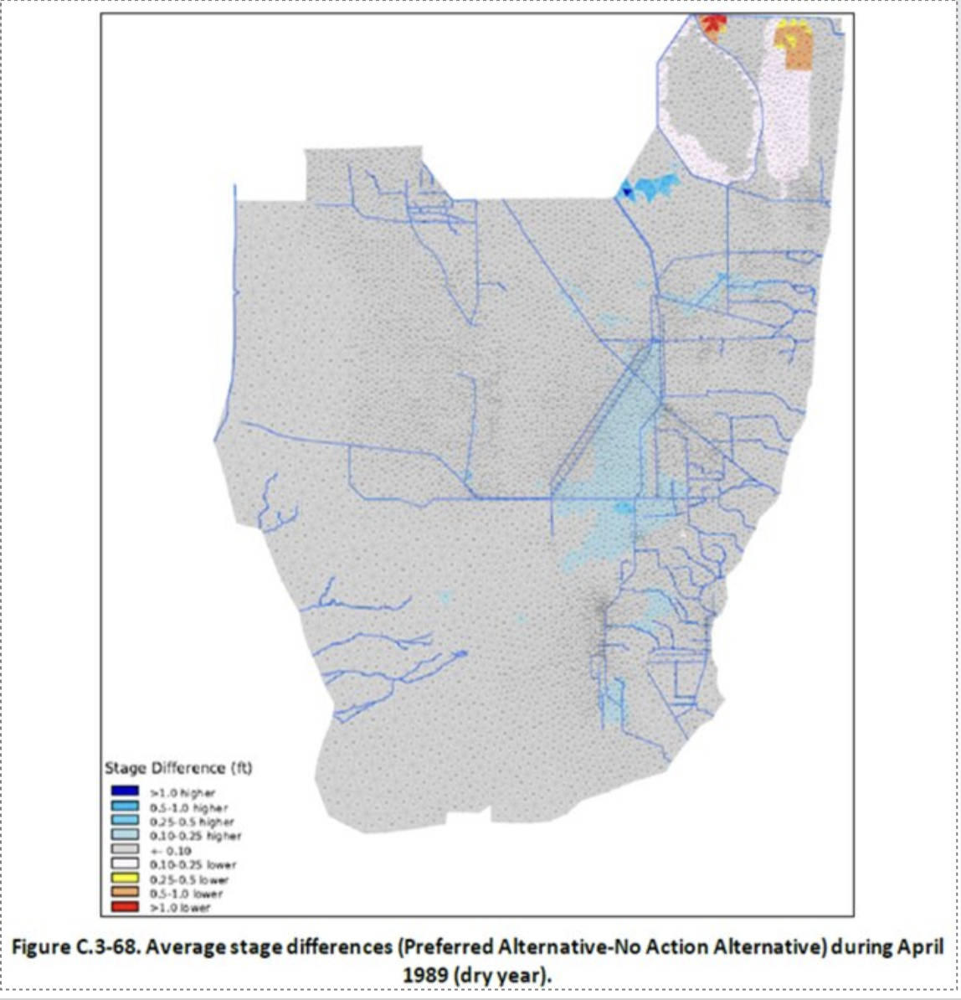 Stage Difference (ft)
>1.0 higher
0.5-1.0 higher
0.25-0.5 higher
0.10-0.25 higher
+- 0.10
0.10-0.25 lower
0.25-0.5 lower
0.5-1.0 lower
>1.0 lower
Figure C.3-68. Average stage differences (Preferred Alternative-No Action Alternative) during April
1989 (dry year).